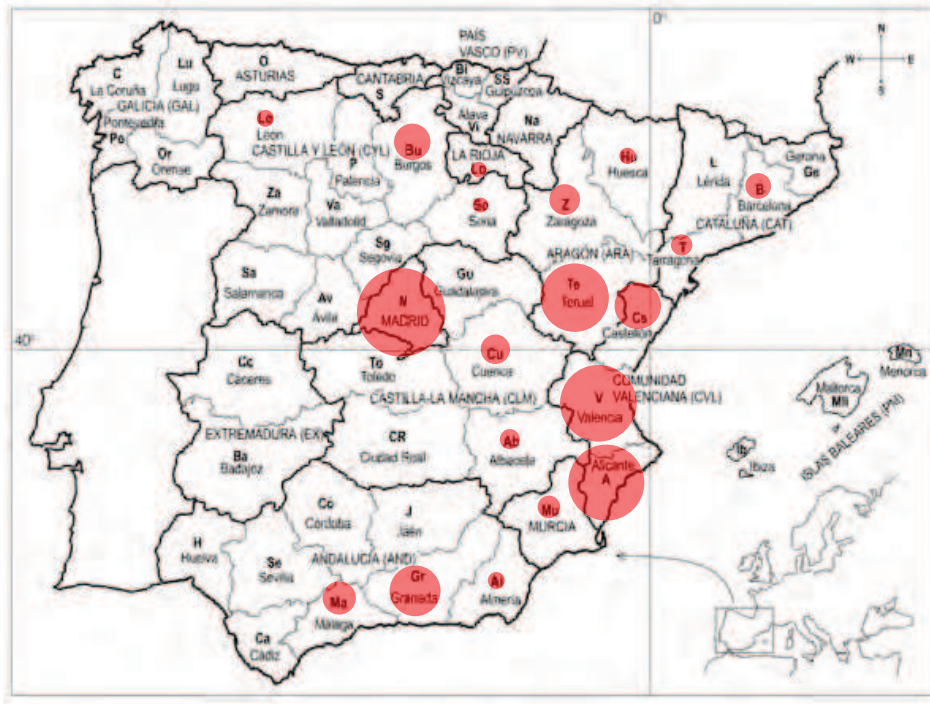 0°
N
W
E
S
PAÍS
VASCO (PV)
C
La Coruña
Lu
Lugo
GALICIA (GAL)
Pontevedra
Po
Or
Orense
O
ASTURIAS
CANTABRIA
S
Bi
Vizcaya
SS
Guipúzcoa
Alava
Vi
Na
NAVARRA
Le
Leon
CASTILLA Y LEÓN (CYL)
P
Palencia
Bu
Burgos
LA RIOJA
Lo
Hu
Huesca
L
Lérida
Gerona
Ge
B
Barcelona
CATALUÑA (CAT)
T
Tarragona
Za
Zamora
Va
Valladolid
So
Soria
Z
Zaragoza
ARAGÓN (ARA)
Sg
Segovia
Sa
Salamanca
Av
Avila
Gu
Guadalajara
Te
Teruel
Cs
Castellón
MADRID
40°
Cc
Cáceres
To
Toledo
Cu
Cuenca
CASTILLA-LA MANCHA (CLM)
COMUNIDAD
VALENCIANA (CVL)
V
Valencia
Mn
Menorca
Mallorca
Mll
Ib
Ibiza
ISLAS BALEARES (PM)
EXTREMADURA (EX)
Ba
Badajoz
CR
Ciudad Real
Ab
Albacete
Alicante
A
Mu
MURCIA
Co
Córdoba
J
Jaén
H
Huelva
Se
Sevilla
ANDALUCÍA (AND)
Gr
Granada
Al
Almería
Ma
Málaga
Ca
Cádiz